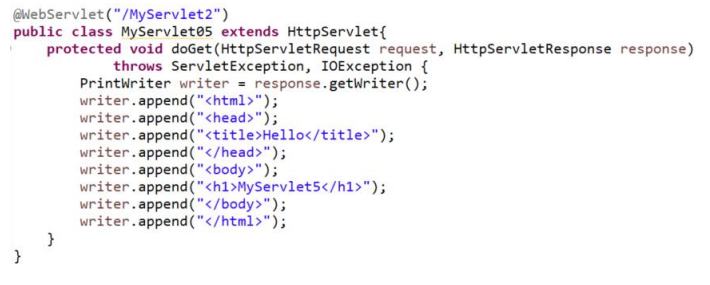 @WebServlet("/MyServlet2")
public class MyServlet05 extends HttpServlet{
    protected void doGet(HttpServletRequest request, HttpServletResponse response)
            throws ServletException, IOException {
        PrintWriter writer = response.getWriter();
        writer.append("<html>");
        writer.append("<head>");
        writer.append("<title>Hello</title>");
        writer.append("</head>");
        writer.append("<body>");
        writer.append("<h1>MyServlet5</h1>");
        writer.append("</body>");
        writer.append("</html>");
    }
}